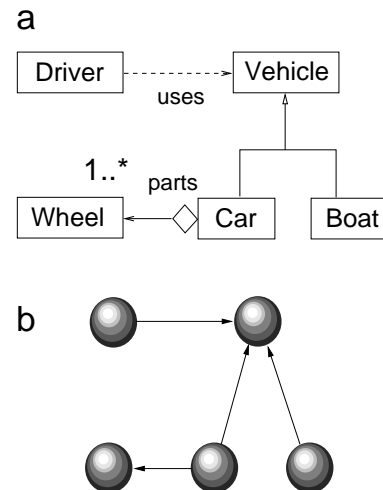 a
Driver
Vehicle
uses
1..*
parts
Wheel
Car
Boat
b